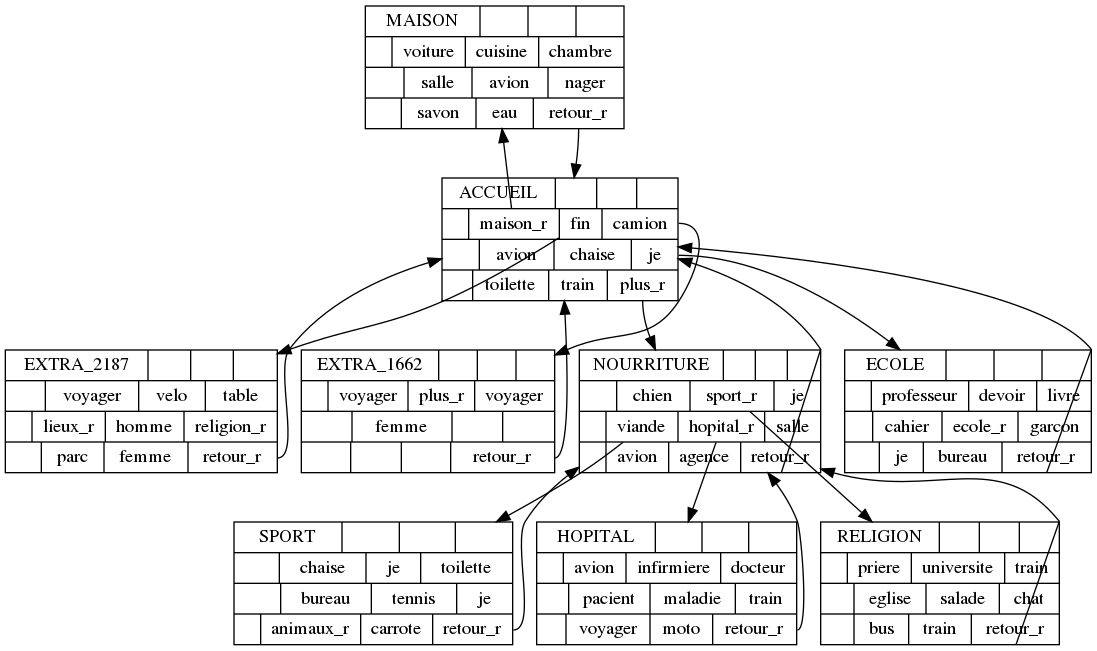 MAISON
voiture cuisine chambre
salle avion nager
savon eau retour_r
ACCUEIL
maison_r fin camion
avion chaise je
toilette train plus_r
EXTRA_2187
voyager velo table
lieux_r homme religion_r
parc femme retour_r
EXTRA_1662
voyager plus_r voyager
femme
retour_r
NOURRITURE
chien sport_r je
viande hopital_r salle
avion agence retour_r
ECOLE
professeur devoir livre
cahier ecole_r garcon
je bureau retour_r
SPORT
chaise je toilette
bureau tennis je
animaux_r carrote retour_r
HOPITAL
avion infirmiere docteur
pacient maladie train
voyager moto retour_r
RELIGION
priere universite train
eglise salade chat
bus train retour_r